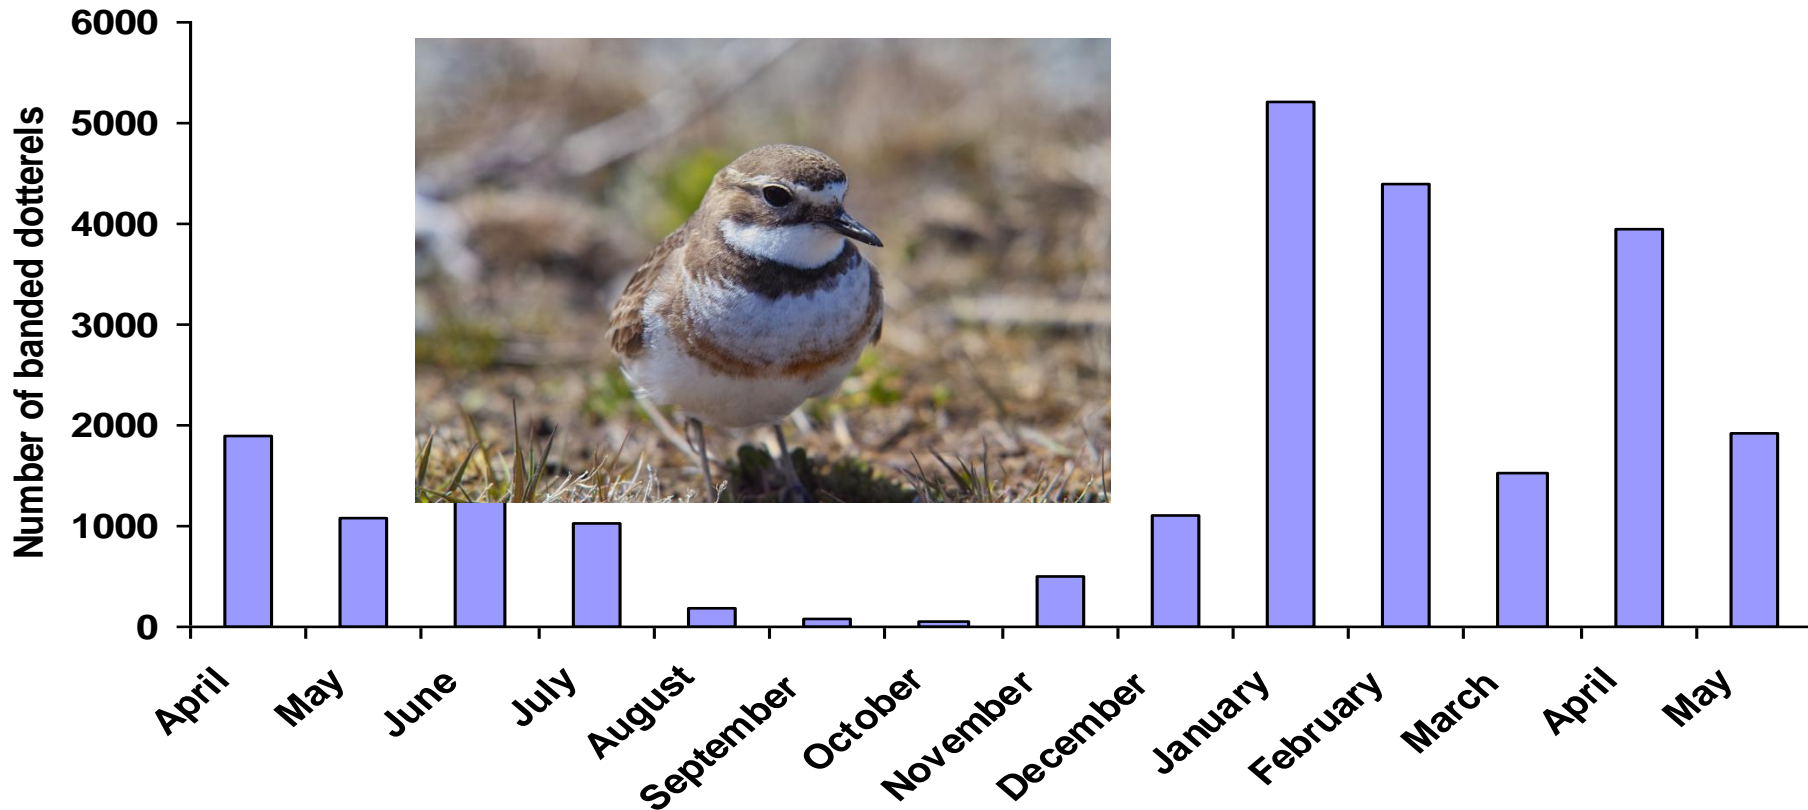 Number of banded dotterels
6000
5000
4000
3000
2000
1000
0
April
May
June
July
August
September
October
November
December
January
February
March
April
May